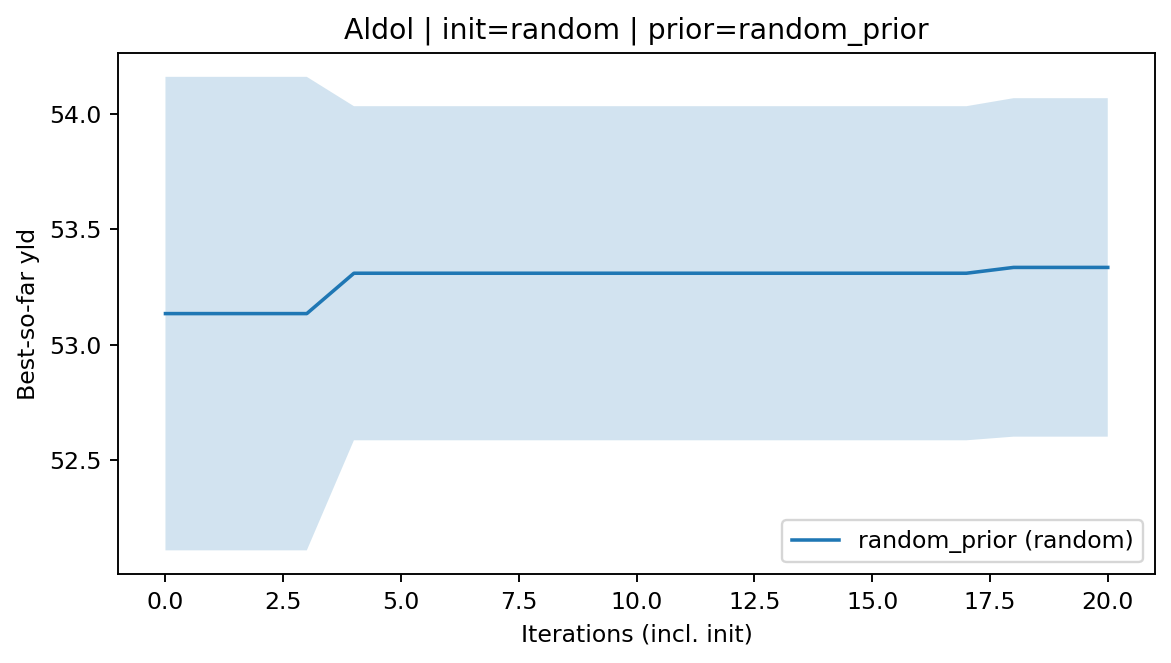 Aldol | init=random | prior=random_prior
Best-so-far yld
54.0
53.5
53.0
52.5
random_prior (random)
0.0 2.5 5.0 7.5 10.0 12.5 15.0 17.5 20.0
Iterations (incl. init)